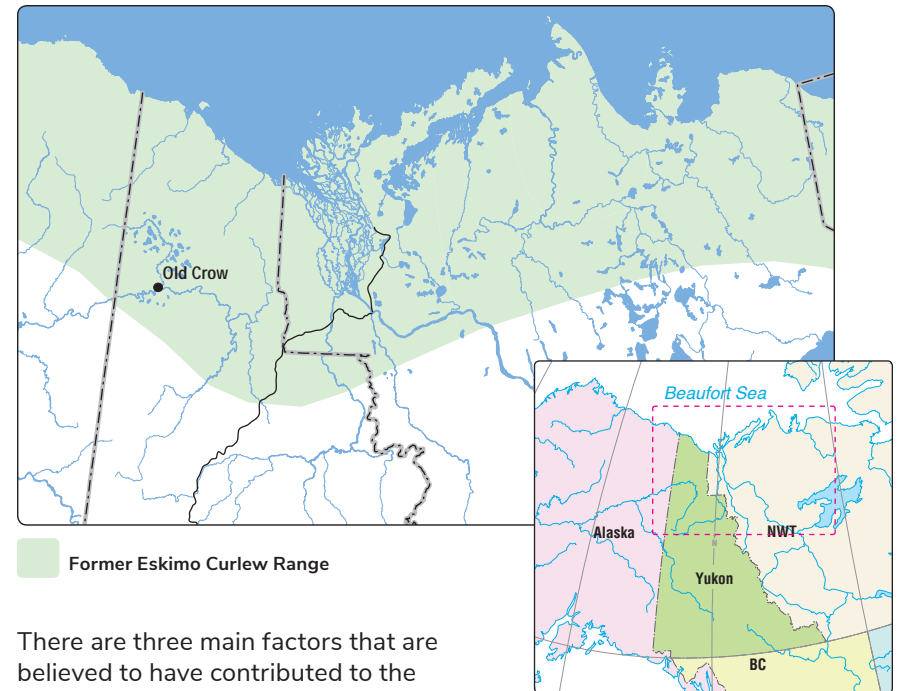 Old Crow
Beaufort Sea
Alaska
NWT
N
Yukon
BC
Former Eskimo Curlew Range
There are three main factors that are
believed to have contributed to the